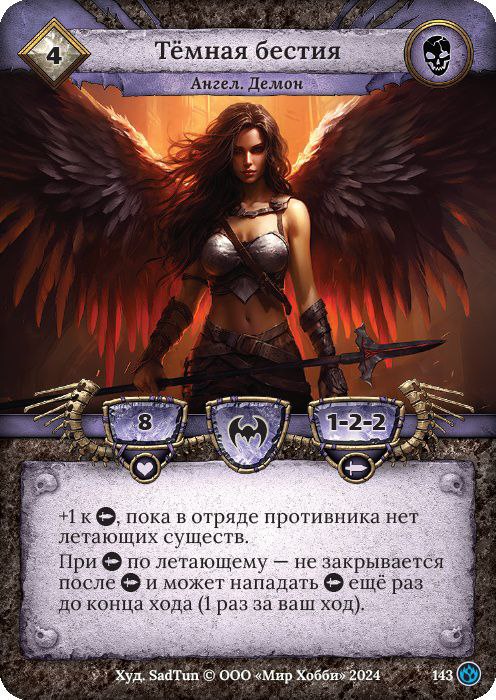 4
Тёмная бестия
Ангел. Демон
8
1-2-2
+1 к , пока в отряде противника нет
летающих существ.
При по летающему — не закрывается
после и может нападать ещё раз
до конца хода (1 раз за ваш ход).
Худ. SadTun © ООО «Мир Хобби» 2024
143